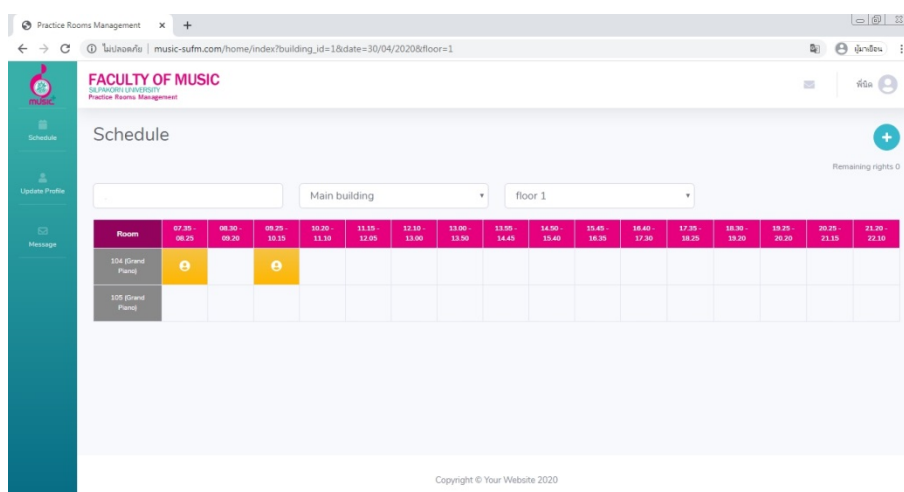 Practice Rooms Management
ไม่ปลอดภัย | music-sufm.com/home/index?building_id=1&date=30/04/2020&floor=1
ผู้มาเยือน
MUSIC
FACULTY OF MUSIC
SILPAKORN UNIVERSITY
Practice Rooms Management
พี่นิด
Schedule
Update Profile
Message
Schedule
Remaining rights 0
Main building
floor 1
Room 07.35 - 08.25 08.30 - 09.20 09.25 - 10.15 10.20 - 11.10 11.15 - 12.05 12.10 - 13.00 13.00 - 13.50 13.55 - 14.45 14.50 - 15.40 15.45 - 16.35 16.40 - 17.30 17.35 - 18.25 18.30 - 19.20 19.25 - 20.20 20.25 - 21.15 21.20 - 22.10
104 (Grand
Piano)
105 (Grand
Piano)
Copyright © Your Website 2020